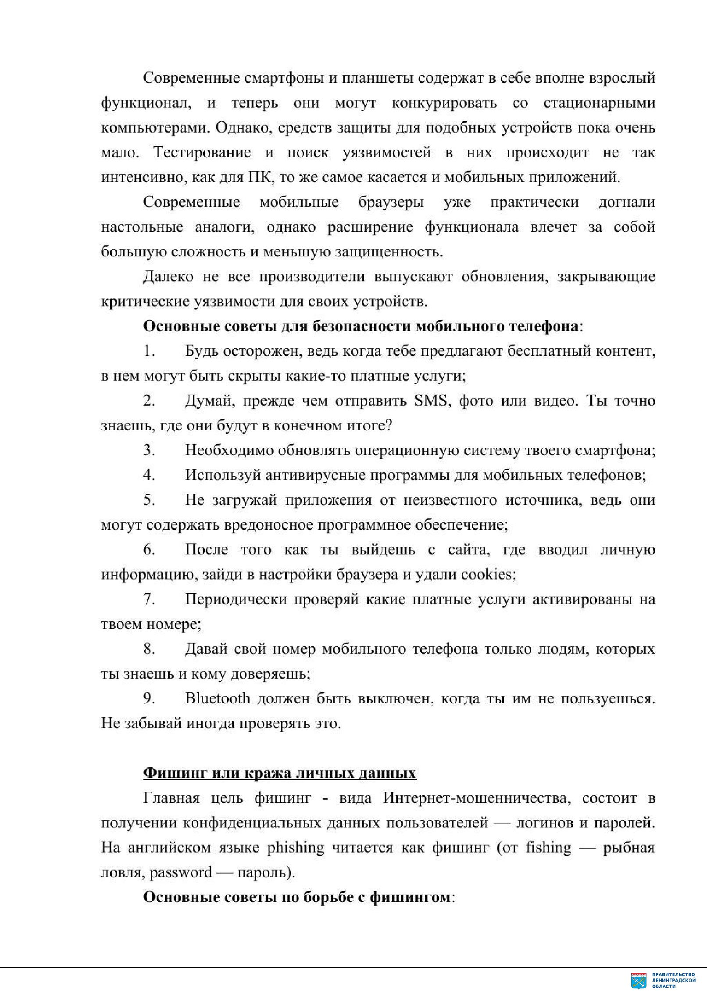 Современные смартфоны и планшеты содержат в себе вполне взрослый
функционал, и теперь они могут конкурировать со стационарными
компьютерами. Однако, средств защиты для подобных устройств пока очень
мало. Тестирование и поиск уязвимостей в них происходит не так
интенсивно, как для ПК, то же самое касается и мобильных приложений.
Современные мобильные браузеры уже практически догнали
настольные аналоги, однако расширение функционала влечет за собой
большую сложность и меньшую защищенность.
Далеко не все производители выпускают обновления, закрывающие
критические уязвимости для своих устройств.
Основные советы для безопасности мобильного телефона:
1. Будь осторожен, ведь когда тебе предлагают бесплатный контент,
в нем могут быть скрыты какие-то платные услуги;
2. Думай, прежде чем отправить SMS, фото или видео. Ты точно
знаешь, где они будут в конечном итоге?
3. Необходимо обновлять операционную систему твоего смартфона;
4. Используй антивирусные программы для мобильных телефонов;
5. Не загружай приложения от неизвестного источника, ведь они
могут содержать вредоносное программное обеспечение;
6. После того как ты выйдешь с сайта, где вводил личную
информацию, зайди в настройки браузера и удали cookies;
7. Периодически проверяй какие платные услуги активированы на
твоем номере;
8. Давай свой номер мобильного телефона только людям, которых
ты знаешь и кому доверяешь;
9. Bluetooth должен быть выключен, когда ты им не пользуешься.
Не забывай иногда проверять это.
Фишинг или кража личных данных
Главная цель фишинг - вида Интернет-мошенничества, состоит в
получении конфиденциальных данных пользователей — логинов и паролей.
На английском языке phishing читается как фишинг (от fishing — рыбная
ловля, password — пароль).
Основные советы по борьбе с фишингом:
ПРАВИТЕЛЬСТВО
ЛЕНИНГРАДСКОЙ
ОБЛАСТИ